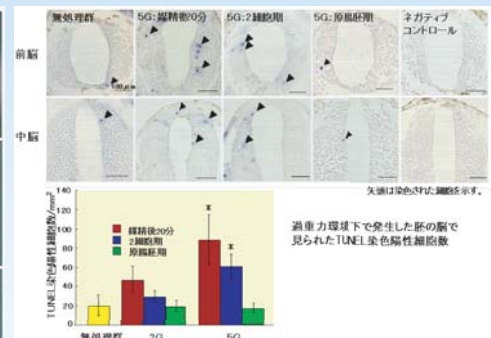 無処理群 5G:媒精後20分 5G:2細胞期 5G:原腸胚期 ネガティブ
コントロール
前脳
100μm
中脳
矢頭は染色された細胞を示す。
TUNEL染色陽性細胞数/mm²
140
120
100
80
60
40
20
0
媒精後20分
2細胞期
原腸胚期
* *
無処理群 2G 5G
過重力環境下で発生した胚の脳で
見られたTUNEL染色陽性細胞数